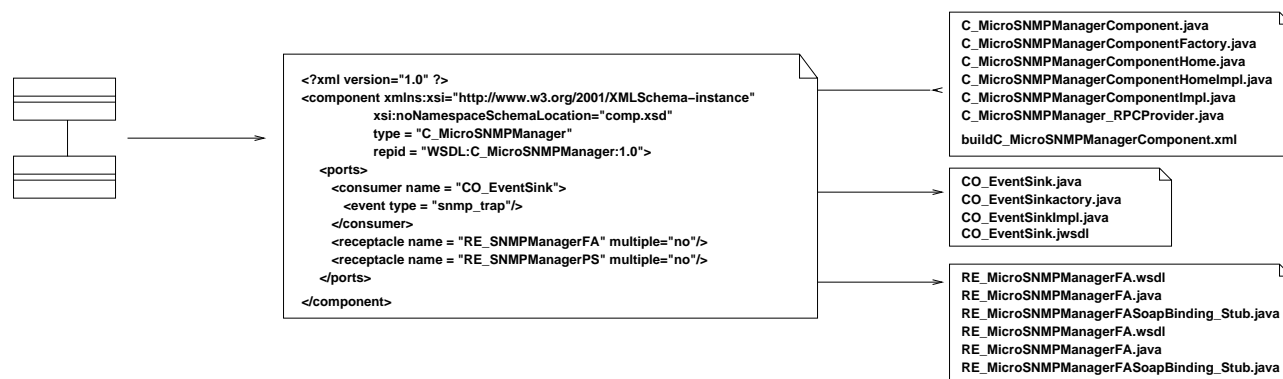 <?xml version="1.0" ?>
<component xmlns:xsi="http://www.w3.org/2001/XMLSchema–instance"
xsi:noNamespaceSchemaLocation="comp.xsd"
type = "C_MicroSNMPManager"
repid = "WSDL:C_MicroSNMPManager:1.0">
<ports>
<consumer name = "CO_EventSink">
<event type = "snmp_trap"/>
</consumer>
<receptacle name = "RE_SNMPManagerFA" multiple="no"/>
<receptacle name = "RE_SNMPManagerPS" multiple="no"/>
</ports>
</component>
C_MicroSNMPManagerComponent.java
C_MicroSNMPManagerComponentFactory.java
C_MicroSNMPManagerComponentHome.java
C_MicroSNMPManagerComponentHomeImpl.java
C_MicroSNMPManagerComponentImpl.java
C_MicroSNMPManager_RPCProvider.java
buildC_MicroSNMPManagerComponent.xml
CO_EventSink.java
CO_EventSinkactory.java
CO_EventSinkImpl.java
CO_EventSink.jwsdl
RE_MicroSNMPManagerFA.wsdl
RE_MicroSNMPManagerFA.java
RE_MicroSNMPManagerFASoapBinding_Stub.java
RE_MicroSNMPManagerFA.wsdl
RE_MicroSNMPManagerFA.java
RE_MicroSNMPManagerFASoapBinding_Stub.java